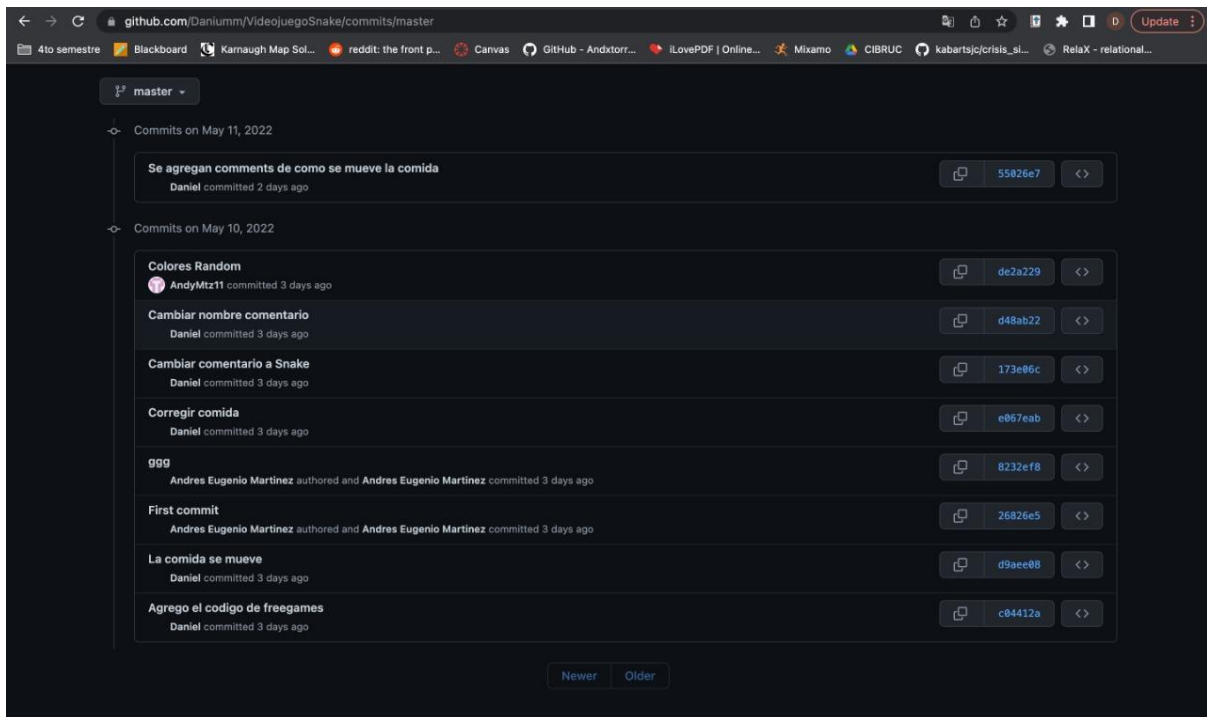 github.com/Daniumm/VideojuegoSnake/commits/master
Update
4to semestre Blackboard Karnaugh Map Sol... reddit: the front p... Canvas GitHub - Andxtorr... iLovePDF | Online... Mixamo CIBRUC kabartsjc/crisis_si... RelaX - relational...
master
Commits on May 11, 2022
Se agregan comments de como se mueve la comida
Daniel committed 2 days ago
55026e7
Commits on May 10, 2022
Colores Random
AndyMtz11 committed 3 days ago
de2a229
Cambiar nombre comentario
Daniel committed 3 days ago
d48ab22
Cambiar comentario a Snake
Daniel committed 3 days ago
173e06c
Corregir comida
Daniel committed 3 days ago
e067eab
ggg
Andres Eugenio Martinez authored and Andres Eugenio Martinez committed 3 days ago
8232ef8
First commit
Andres Eugenio Martinez authored and Andres Eugenio Martinez committed 3 days ago
26826e5
La comida se mueve
Daniel committed 3 days ago
d9aee08
Agrego el codigo de freegames
Daniel committed 3 days ago
c04412a
Newer Older